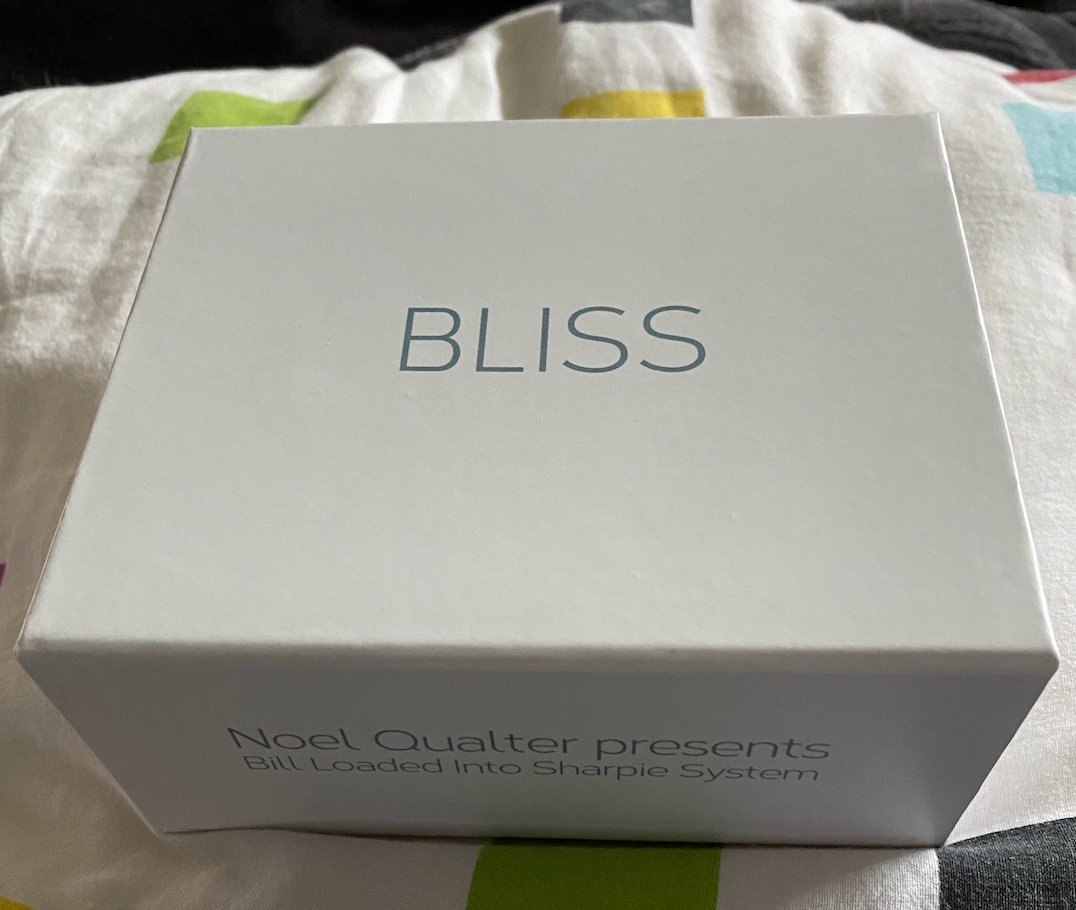 BLISS
Noel Qualter presents
Bill Loaded Into Sharpie System